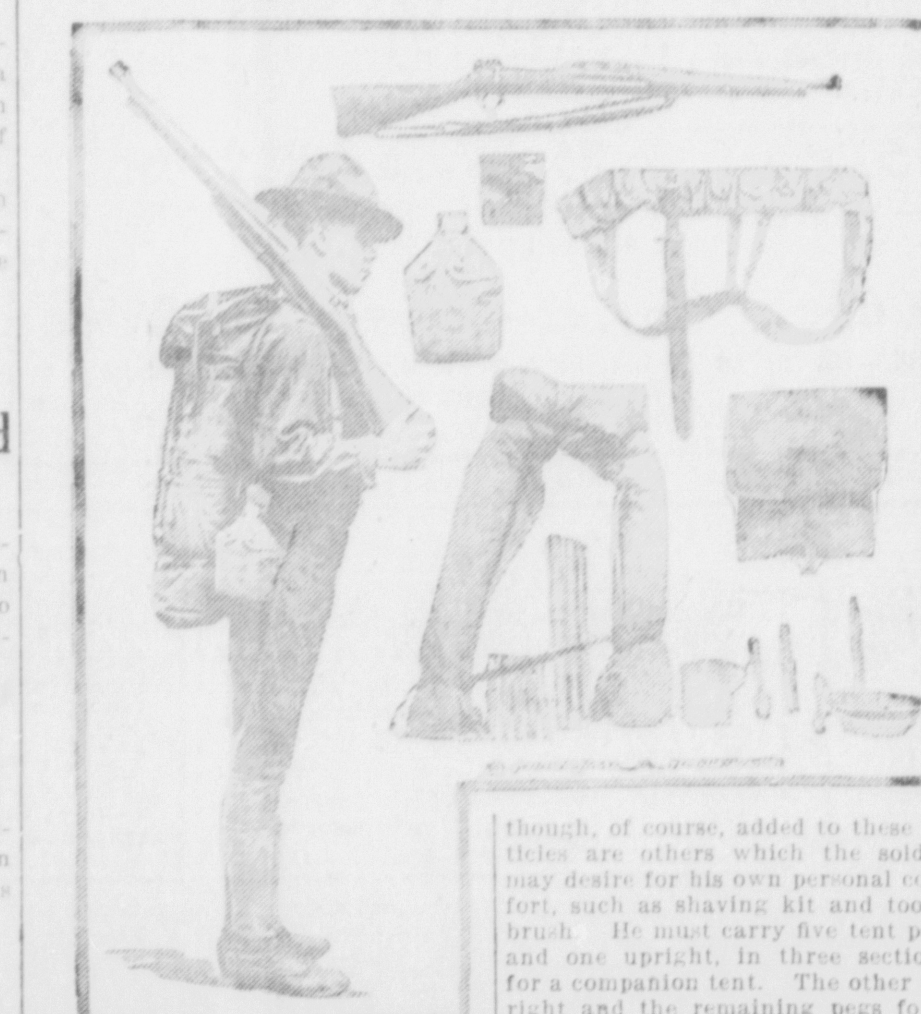 though, of course, added to these
ticles are others which the sold
may desire for his own personal co
fort, such as shaving kit and too
brush. He must carry five tent p
and one upright, in three sectio
for a companion tent. The other
right and the remaining pegs fo